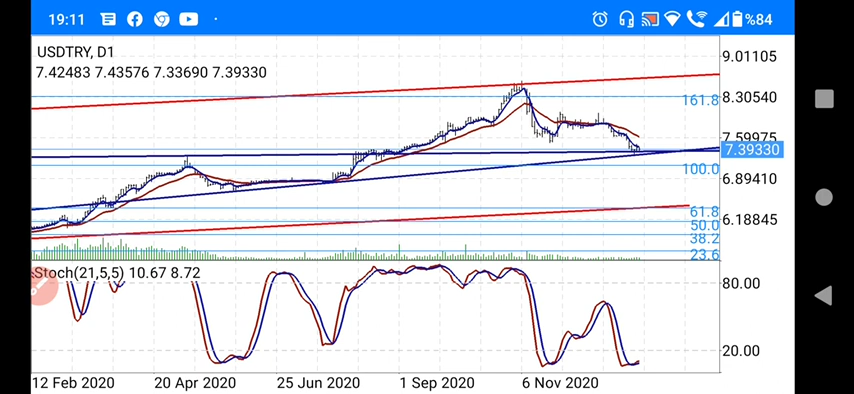 19:11
%84
USDTRY, D1
7.42483 7.43576 7.33690 7.39330
9.01105
161.8
8.30540
7.59975
7.39330
100.0
6.89410
61.8
6.18845
50.0
38.2
23.6
Stoch(21,5,5) 10.67 8.72
80.00
20.00
12 Feb 2020
20 Apr 2020
25 Jun 2020
1 Sep 2020
6 Nov 2020